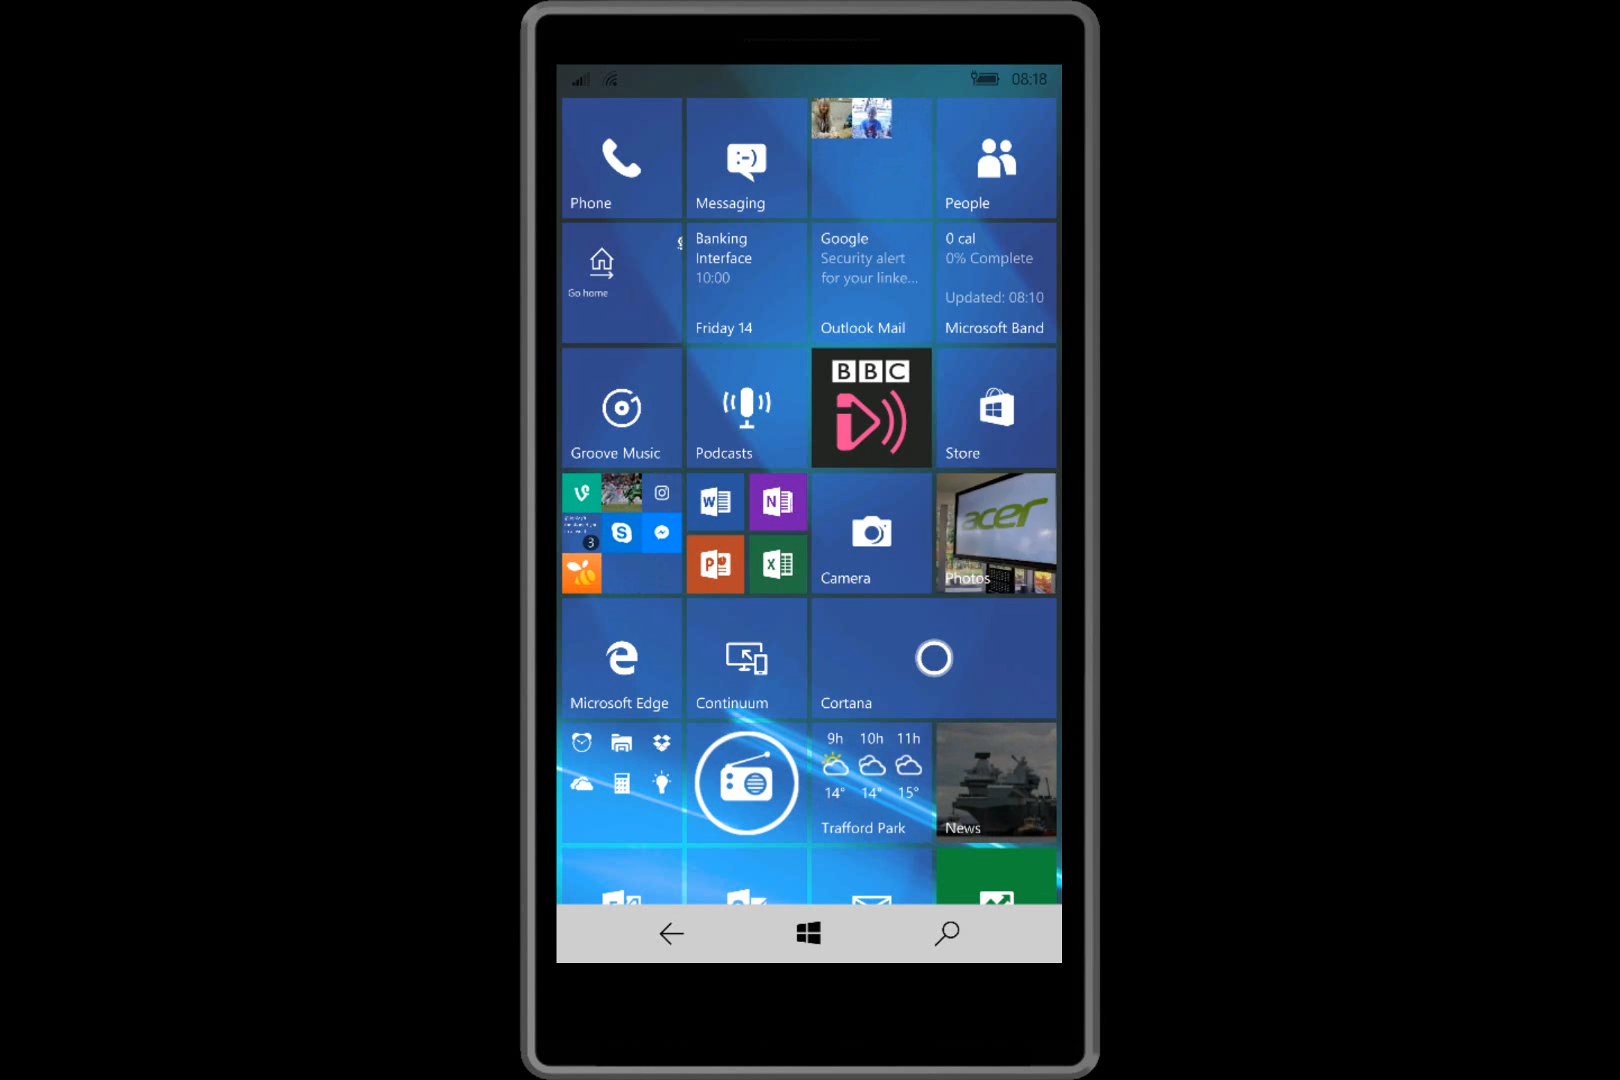 08:18
Phone
Messaging
:-)
People
Go home
Banking
Interface
10:00
Friday 14
Google
Security alert
for your linke...
Outlook Mail
0 cal
0% Complete
Updated: 08:10
Microsoft Band
Groove Music
Podcasts
BBC
Store
3
W
N
P
X
S
Camera
acer
Photos
Microsoft Edge
Continuum
Cortana
9h 10h 11h
14° 14° 15°
Trafford Park
News